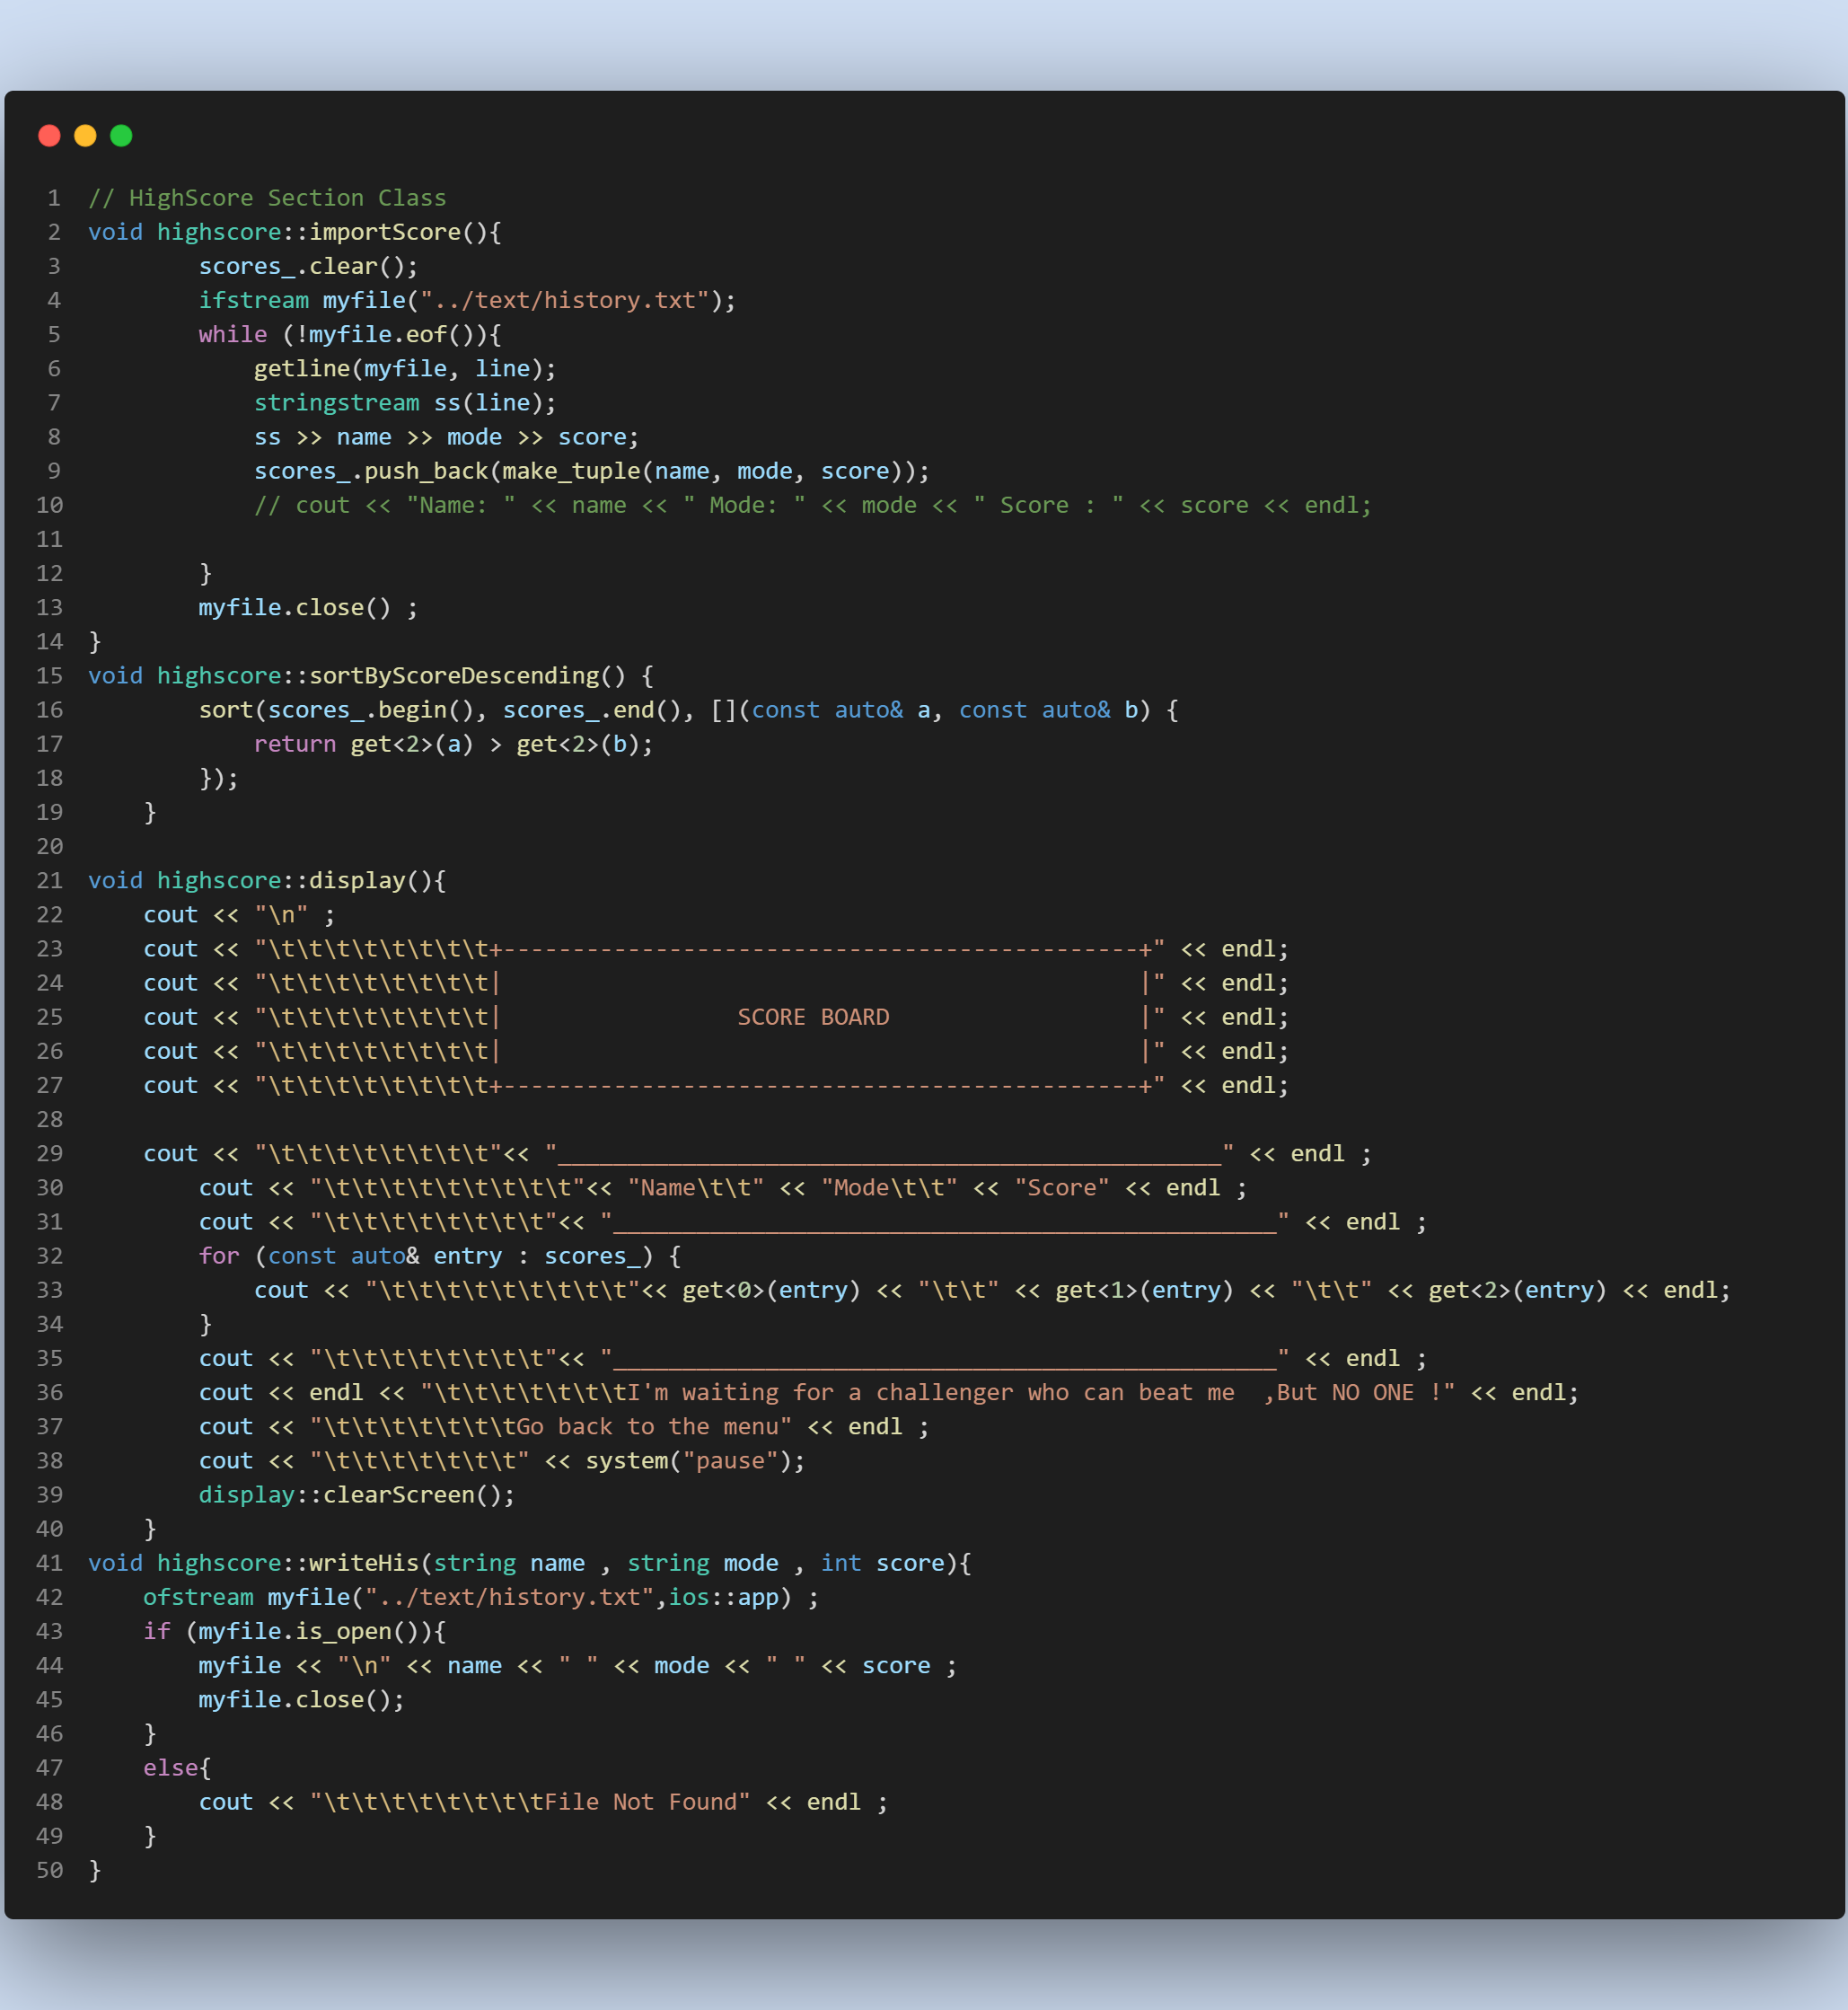 1 // HighScore Section Class
2 void highscore::importScore(){
3         scores_.clear();
4         ifstream myfile("../text/history.txt");
5         while (!myfile.eof()){
6             getline(myfile, line);
7             stringstream ss(line);
8             ss >> name >> mode >> score;
9             scores_.push_back(make_tuple(name, mode, score));
10             // cout << "Name: " << name << " Mode: " << mode << " Score : " << score << endl;
11
12         }
13         myfile.close() ;
14 }
15 void highscore::sortByScoreDescending() {
16         sort(scores_.begin(), scores_.end(), [](const auto& a, const auto& b) {
17             return get<2>(a) > get<2>(b);
18         });
19     }
20
21 void highscore::display(){
22     cout << "\n" ;
23     cout << "\t\t\t\t\t\t\t\t+----------------------------------------------+" << endl;
24     cout << "\t\t\t\t\t\t\t\t|                                              |" << endl;
25     cout << "\t\t\t\t\t\t\t\t|                 SCORE BOARD                  |" << endl;
26     cout << "\t\t\t\t\t\t\t\t|                                              |" << endl;
27     cout << "\t\t\t\t\t\t\t\t+----------------------------------------------+" << endl;
28
29     cout << "\t\t\t\t\t\t\t\t"<< "________________________________________________" << endl ;
30         cout << "\t\t\t\t\t\t\t\t\t"<< "Name\t\t" << "Mode\t\t" << "Score" << endl ;
31         cout << "\t\t\t\t\t\t\t\t"<< "________________________________________________" << endl ;
32         for (const auto& entry : scores_) {
33             cout << "\t\t\t\t\t\t\t\t\t"<< get<0>(entry) << "\t\t" << get<1>(entry) << "\t\t" << get<2>(entry) << endl;
34         }
35         cout << "\t\t\t\t\t\t\t\t"<< "________________________________________________" << endl ;
36         cout << endl << "\t\t\t\t\t\t\tI'm waiting for a challenger who can beat me  ,But NO ONE !" << endl;
37         cout << "\t\t\t\t\t\t\tGo back to the menu" << endl ;
38         cout << "\t\t\t\t\t\t\t" << system("pause");
39         display::clearScreen();
40     }
41 void highscore::writeHis(string name , string mode , int score){
42     ofstream myfile("../text/history.txt",ios::app) ;
43     if (myfile.is_open()){
44         myfile << "\n" << name << " " << mode << " " << score ;
45         myfile.close();
46     }
47     else{
48         cout << "\t\t\t\t\t\t\t\tFile Not Found" << endl ;
49     }
50 }